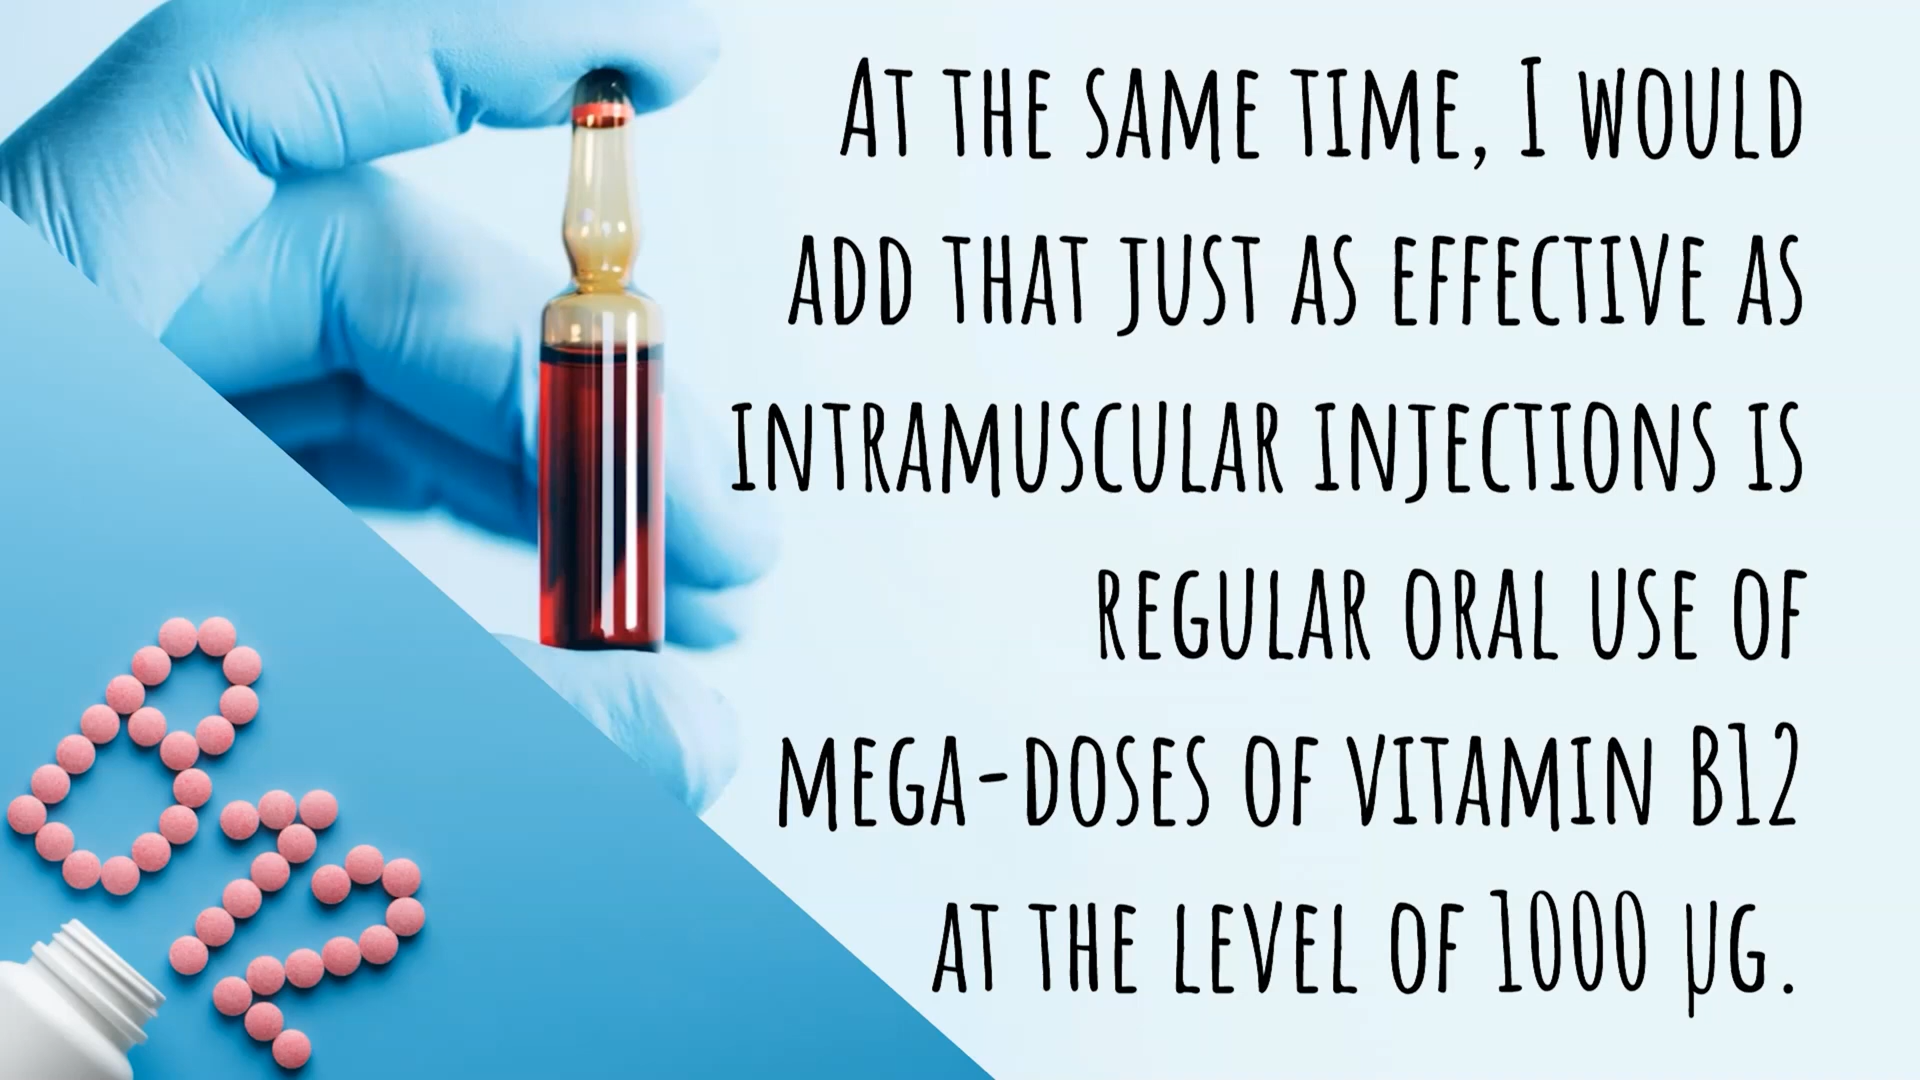 At the same time, I would
add that just as effective as
intramuscular injections is
regular oral use of
mega-doses of vitamin B12
at the level of 1000 µg.
B12